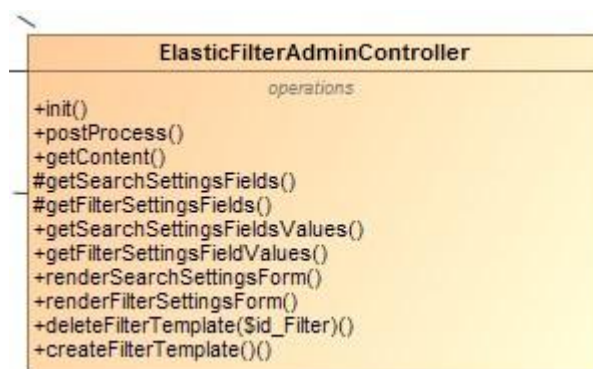 ElasticFilterAdminController
operations
+init()
+postProcess()
+getContent()
#getSearchSettingsFields()
#getFilterSettingsFields()
+getSearchSettingsFieldsValues()
+getFilterSettingsFieldValues()
+renderSearchSettingsForm()
+renderFilterSettingsForm()
+deleteFilterTemplate($id_Filter)()
+createFilterTemplate()()